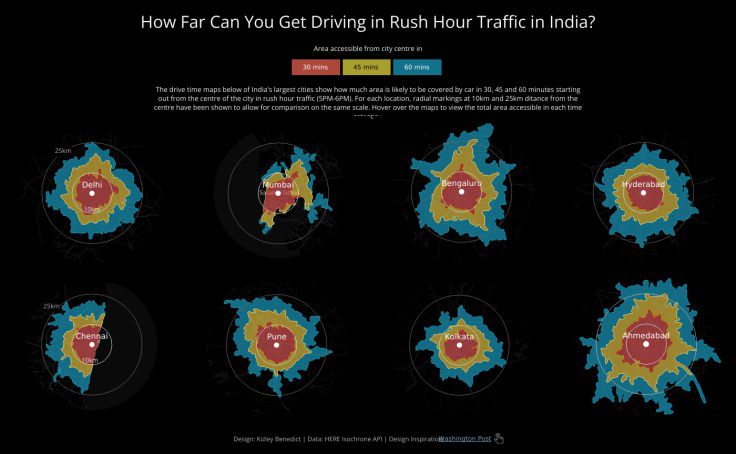 How Far Can You Get Driving in Rush Hour Traffic in India?
Area accessible from city centre in
30 mins 45 mins 60 mins
The drive time maps below of India's largest cities show how much area is likely to be covered by car in 30, 45 and 60 minutes starting
out from the centre of the city in rush hour traffic (5PM-6PM). For each location, radial markings at 10km and 25km ditance from the
centre have been shown to allow for comparison on the same scale. Hover over the maps to view the total area accessible in each time
25km
Delhi
10km
Mumbai
Bengaluru
Hyderabad
25km
Chennai
10km
Pune
Kolkata
Ahmedabad
Design: Kizley Benedict | Data: HERE Isochrone API | Design Inspiration Washington Post